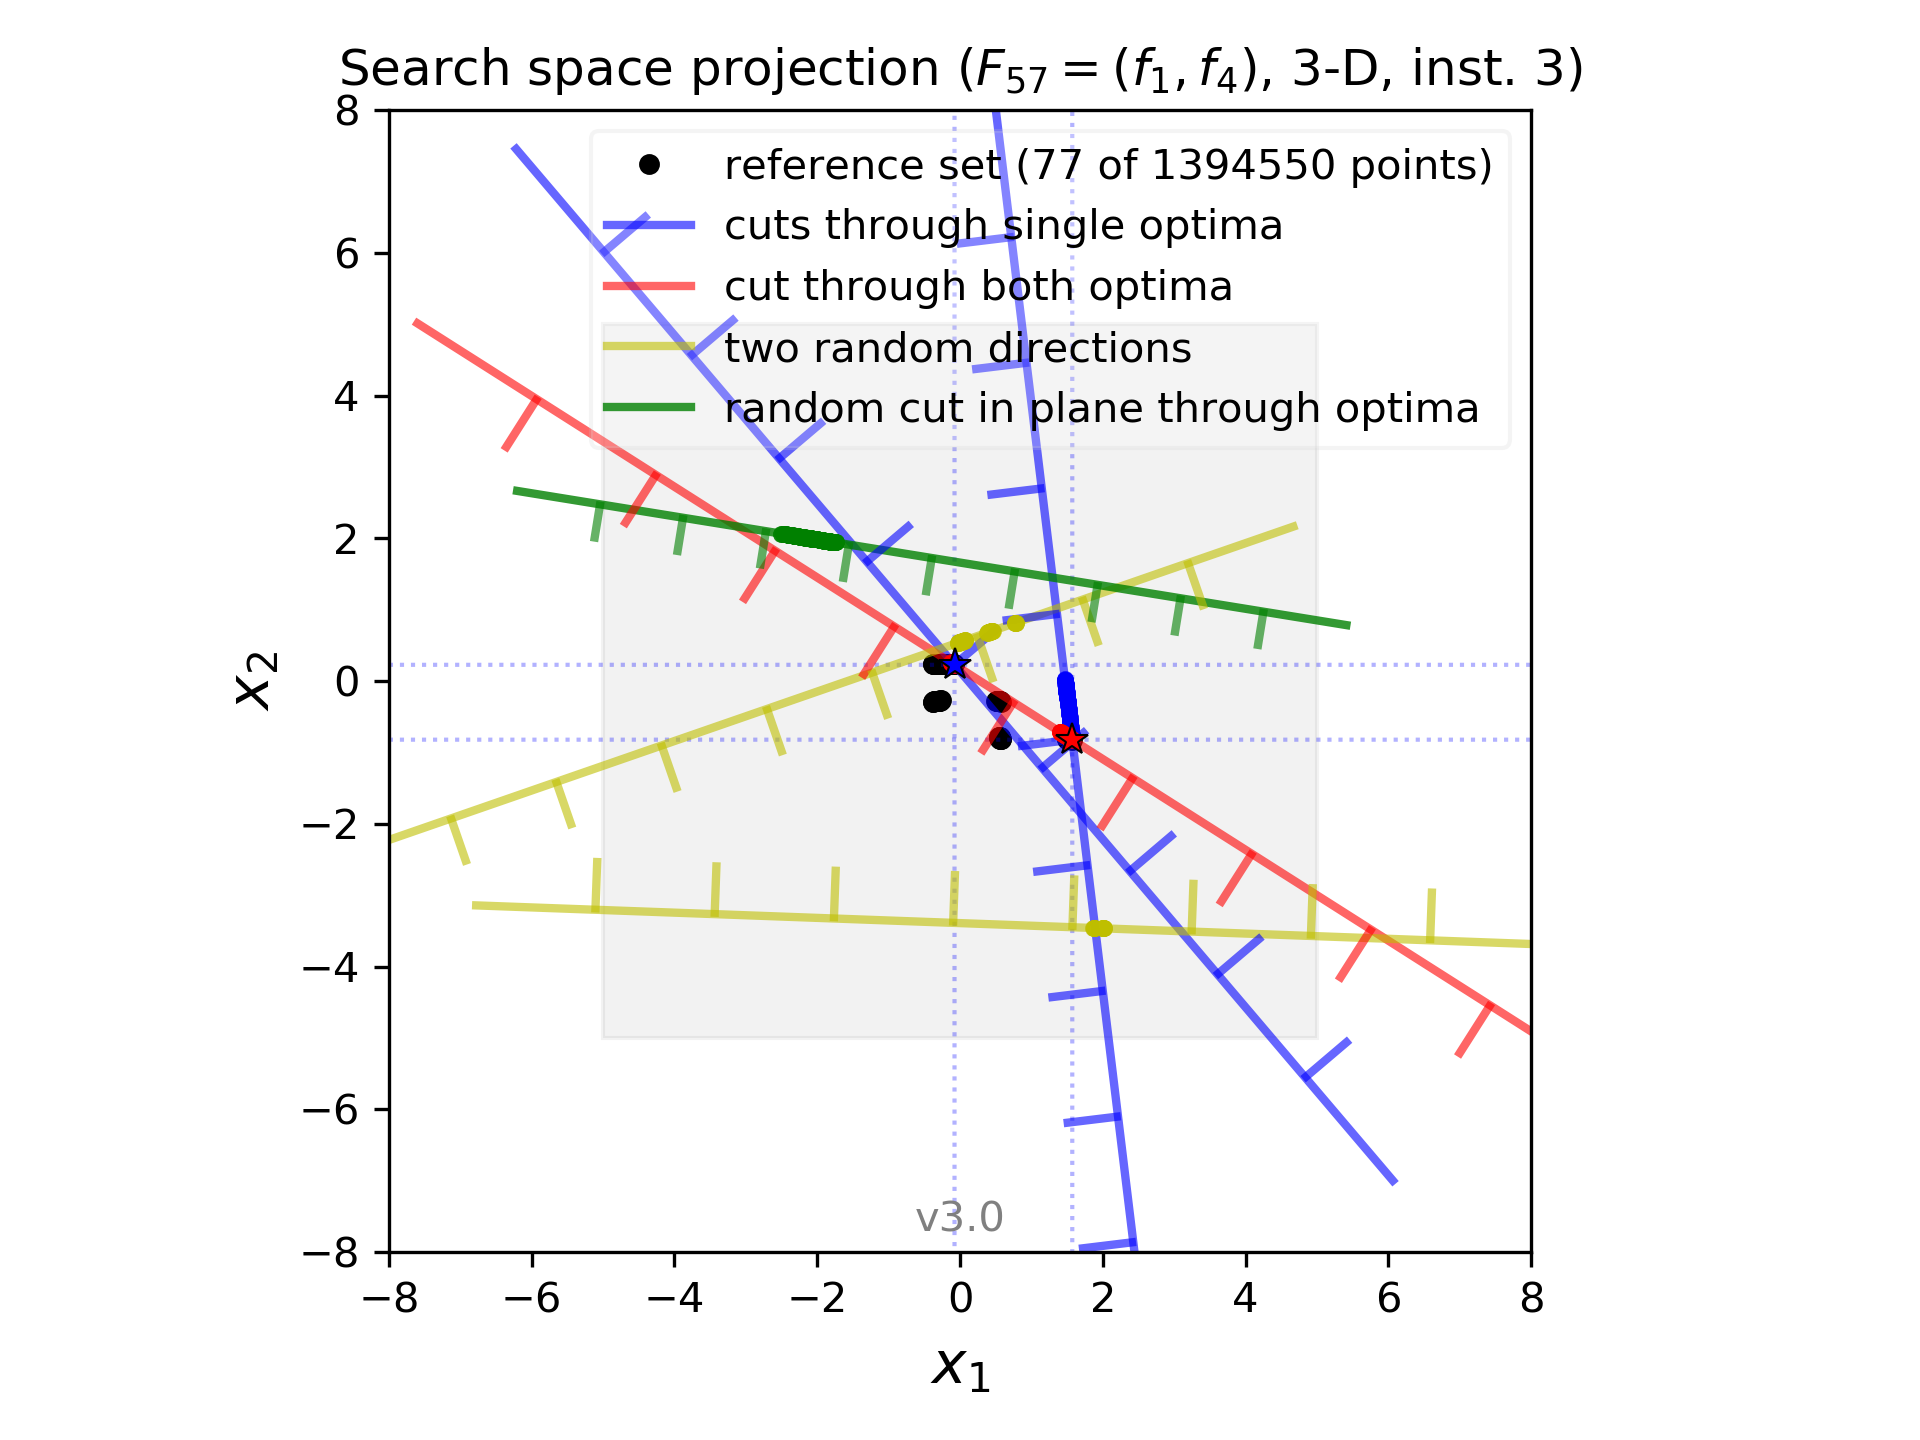 Search space projection (F57 = (f1, f4), 3-D, inst. 3)
8
6
4
2
0
−2
−4
−6
−8
x2
reference set (77 of 1394550 points)
cuts through single optima
cut through both optima
two random directions
random cut in plane through optima
v3.0
−8 −6 −4 −2 0 2 4 6 8
x1